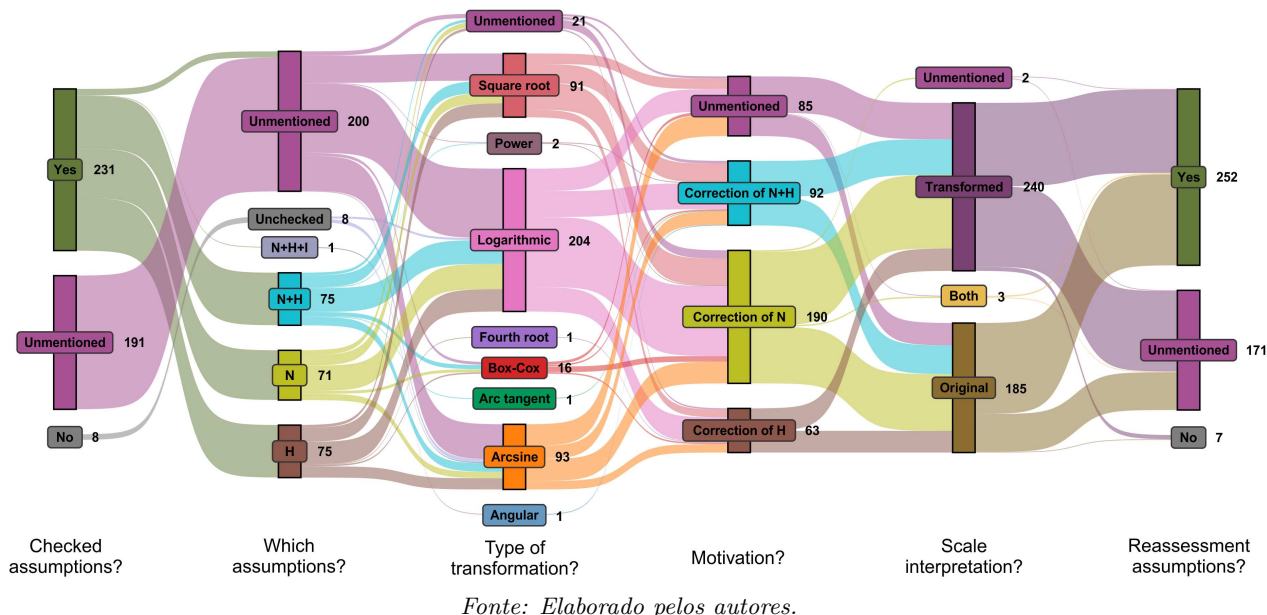 Yes 231
Unmentioned 191
No 8
Checked
assumptions?
Unmentioned 200
Unchecked 8
N+H+I 1
N+H 75
N 71
H 75
Which
assumptions?
Unmentioned 21
Square root 91
Power 2
Logarithmic 204
Fourth root 1
Box-Cox 16
Arc tangent 1
Arcsine 93
Angular 1
Type of
transformation?
Unmentioned 85
Correction of N+H 92
Correction of N 190
Correction of H 63
Motivation?
Unmentioned 2
Transformed 240
Both 3
Original 185
Scale
interpretation?
Yes 252
Unmentioned 171
No 7
Reassessment
assumptions?
Fonte: Elaborado pelos autores.